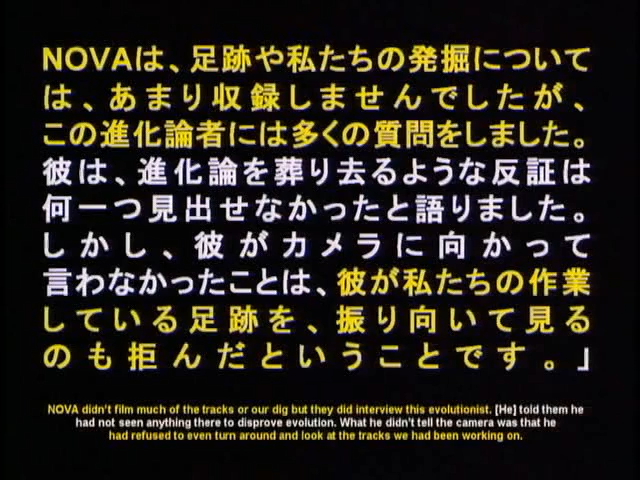 NOVAは、足跡や私たちの発掘について
は、あまり収録しませんでしたが、
この進化論者には多くの質問をしました。
彼は、進化論を葬り去るような反証は
何一つ見出せなかったと語りました。
しかし、彼がカメラに向かって
言わなかったことは、彼が私たちの作業
している足跡を、振り向いて見る
のも拒んだということです。」
NOVA didn't film much of the tracks or our dig but they did interview this evolutionist. [He] told them he
had not seen anything there to disprove evolution. What he didn't tell the camera was that he
had refused to even turn around and look at the tracks we had been working on.